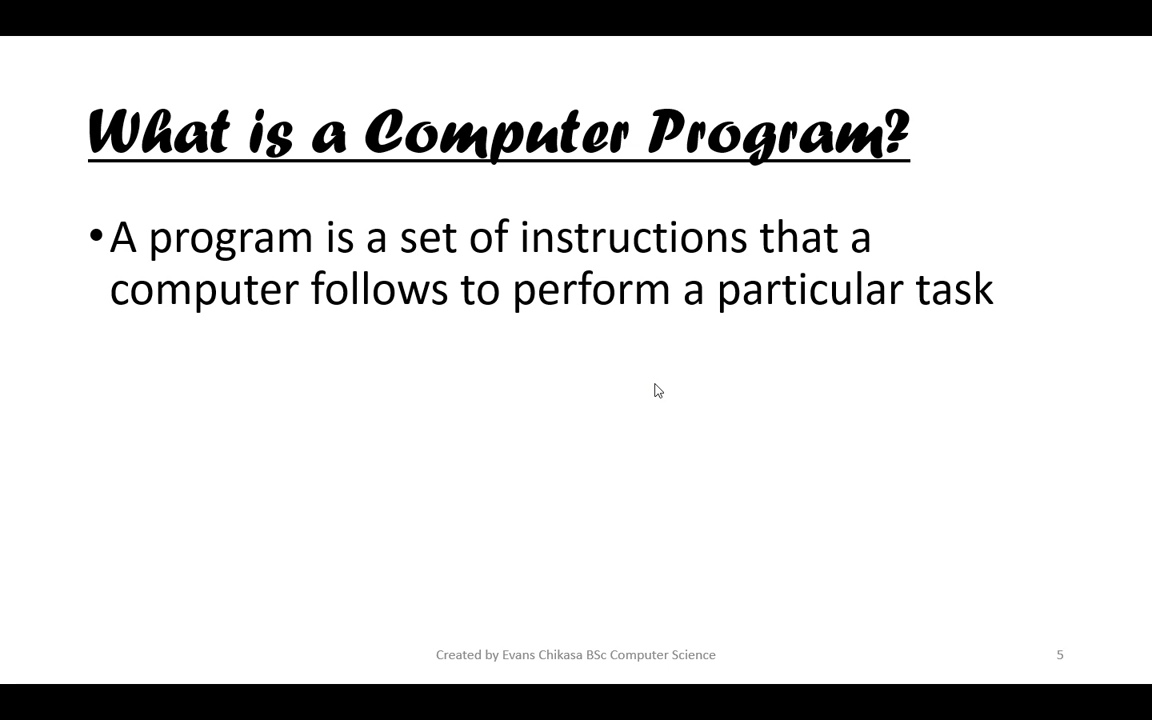 What is a Computer Program?
•A program is a set of instructions that a
computer follows to perform a particular task
Created by Evans Chikasa BSc Computer Science
5